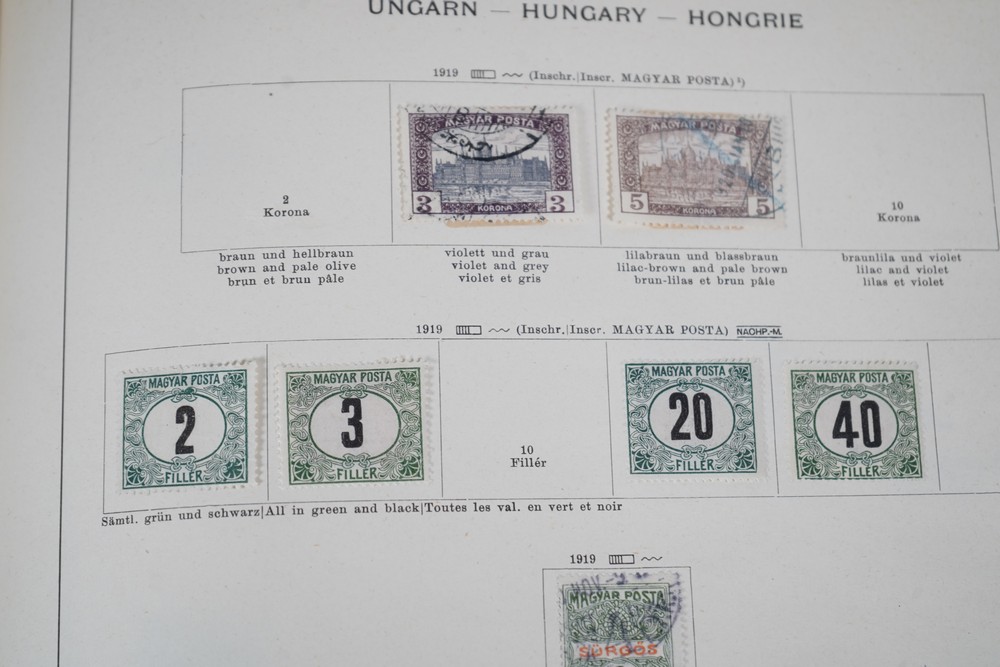 UNGARN — HUNGARY — HONGRIE
1919 (Inschr.|Inscr. MAGYAR POSTA) ⁵)
2
Korona
MAGYAR POSTA
3 KORONA 3
MAGYAR POSTA
5 KORONA 5
10
Korona
braun und hellbraun
brown and pale olive
brun et brun pâle
violett und grau
violet and grey
violet et gris
lilabraun und blassbraun
lilac-brown and pale brown
brun-lilas et brun pâle
braunlila und violet
lilac and violet
lilas et violet
1919 (Inschr.|Inscr. MAGYAR POSTA) NACHP.-M.
MAGYAR POSTA
2
FILLÉR
MAGYAR POSTA
3
FILLÉR
10
Fillér
MAGYAR POSTA
20
FILLÉR
MAGYAR POSTA
40
FILLÉR
Sämtl. grün und schwarz|All in green and black|Toutes les val. en vert et noir
1919
MAGYAR POSTA
SÜRGŐS